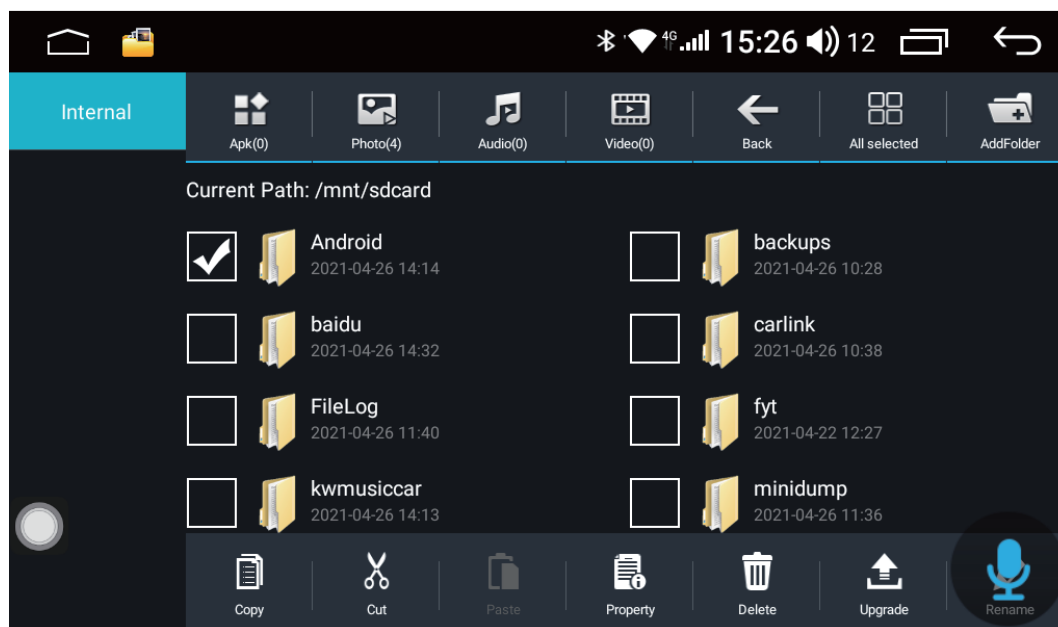 4G 15:26 12
Internal
Apk(0) Photo(4) Audio(0) Video(0) Back All selected AddFolder
Current Path: /mnt/sdcard
Android backups
2021-04-26 14:14 2021-04-26 10:28
baidu carlink
2021-04-26 14:32 2021-04-26 10:38
FileLog fyt
2021-04-26 11:40 2021-04-22 12:27
kwmusiccar minidump
2021-04-26 14:13 2021-04-26 11:36
Copy Cut Paste Property Delete Upgrade Rename